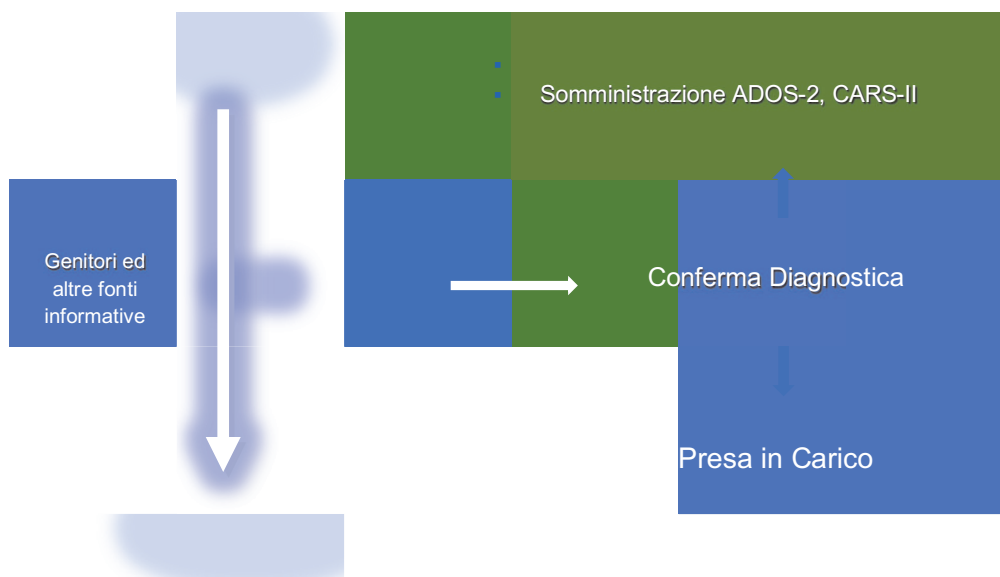 Somministrazione ADOS-2, CARS-II
Genitori ed
altre fonti
informative
Conferma Diagnostica
Presa in Carico